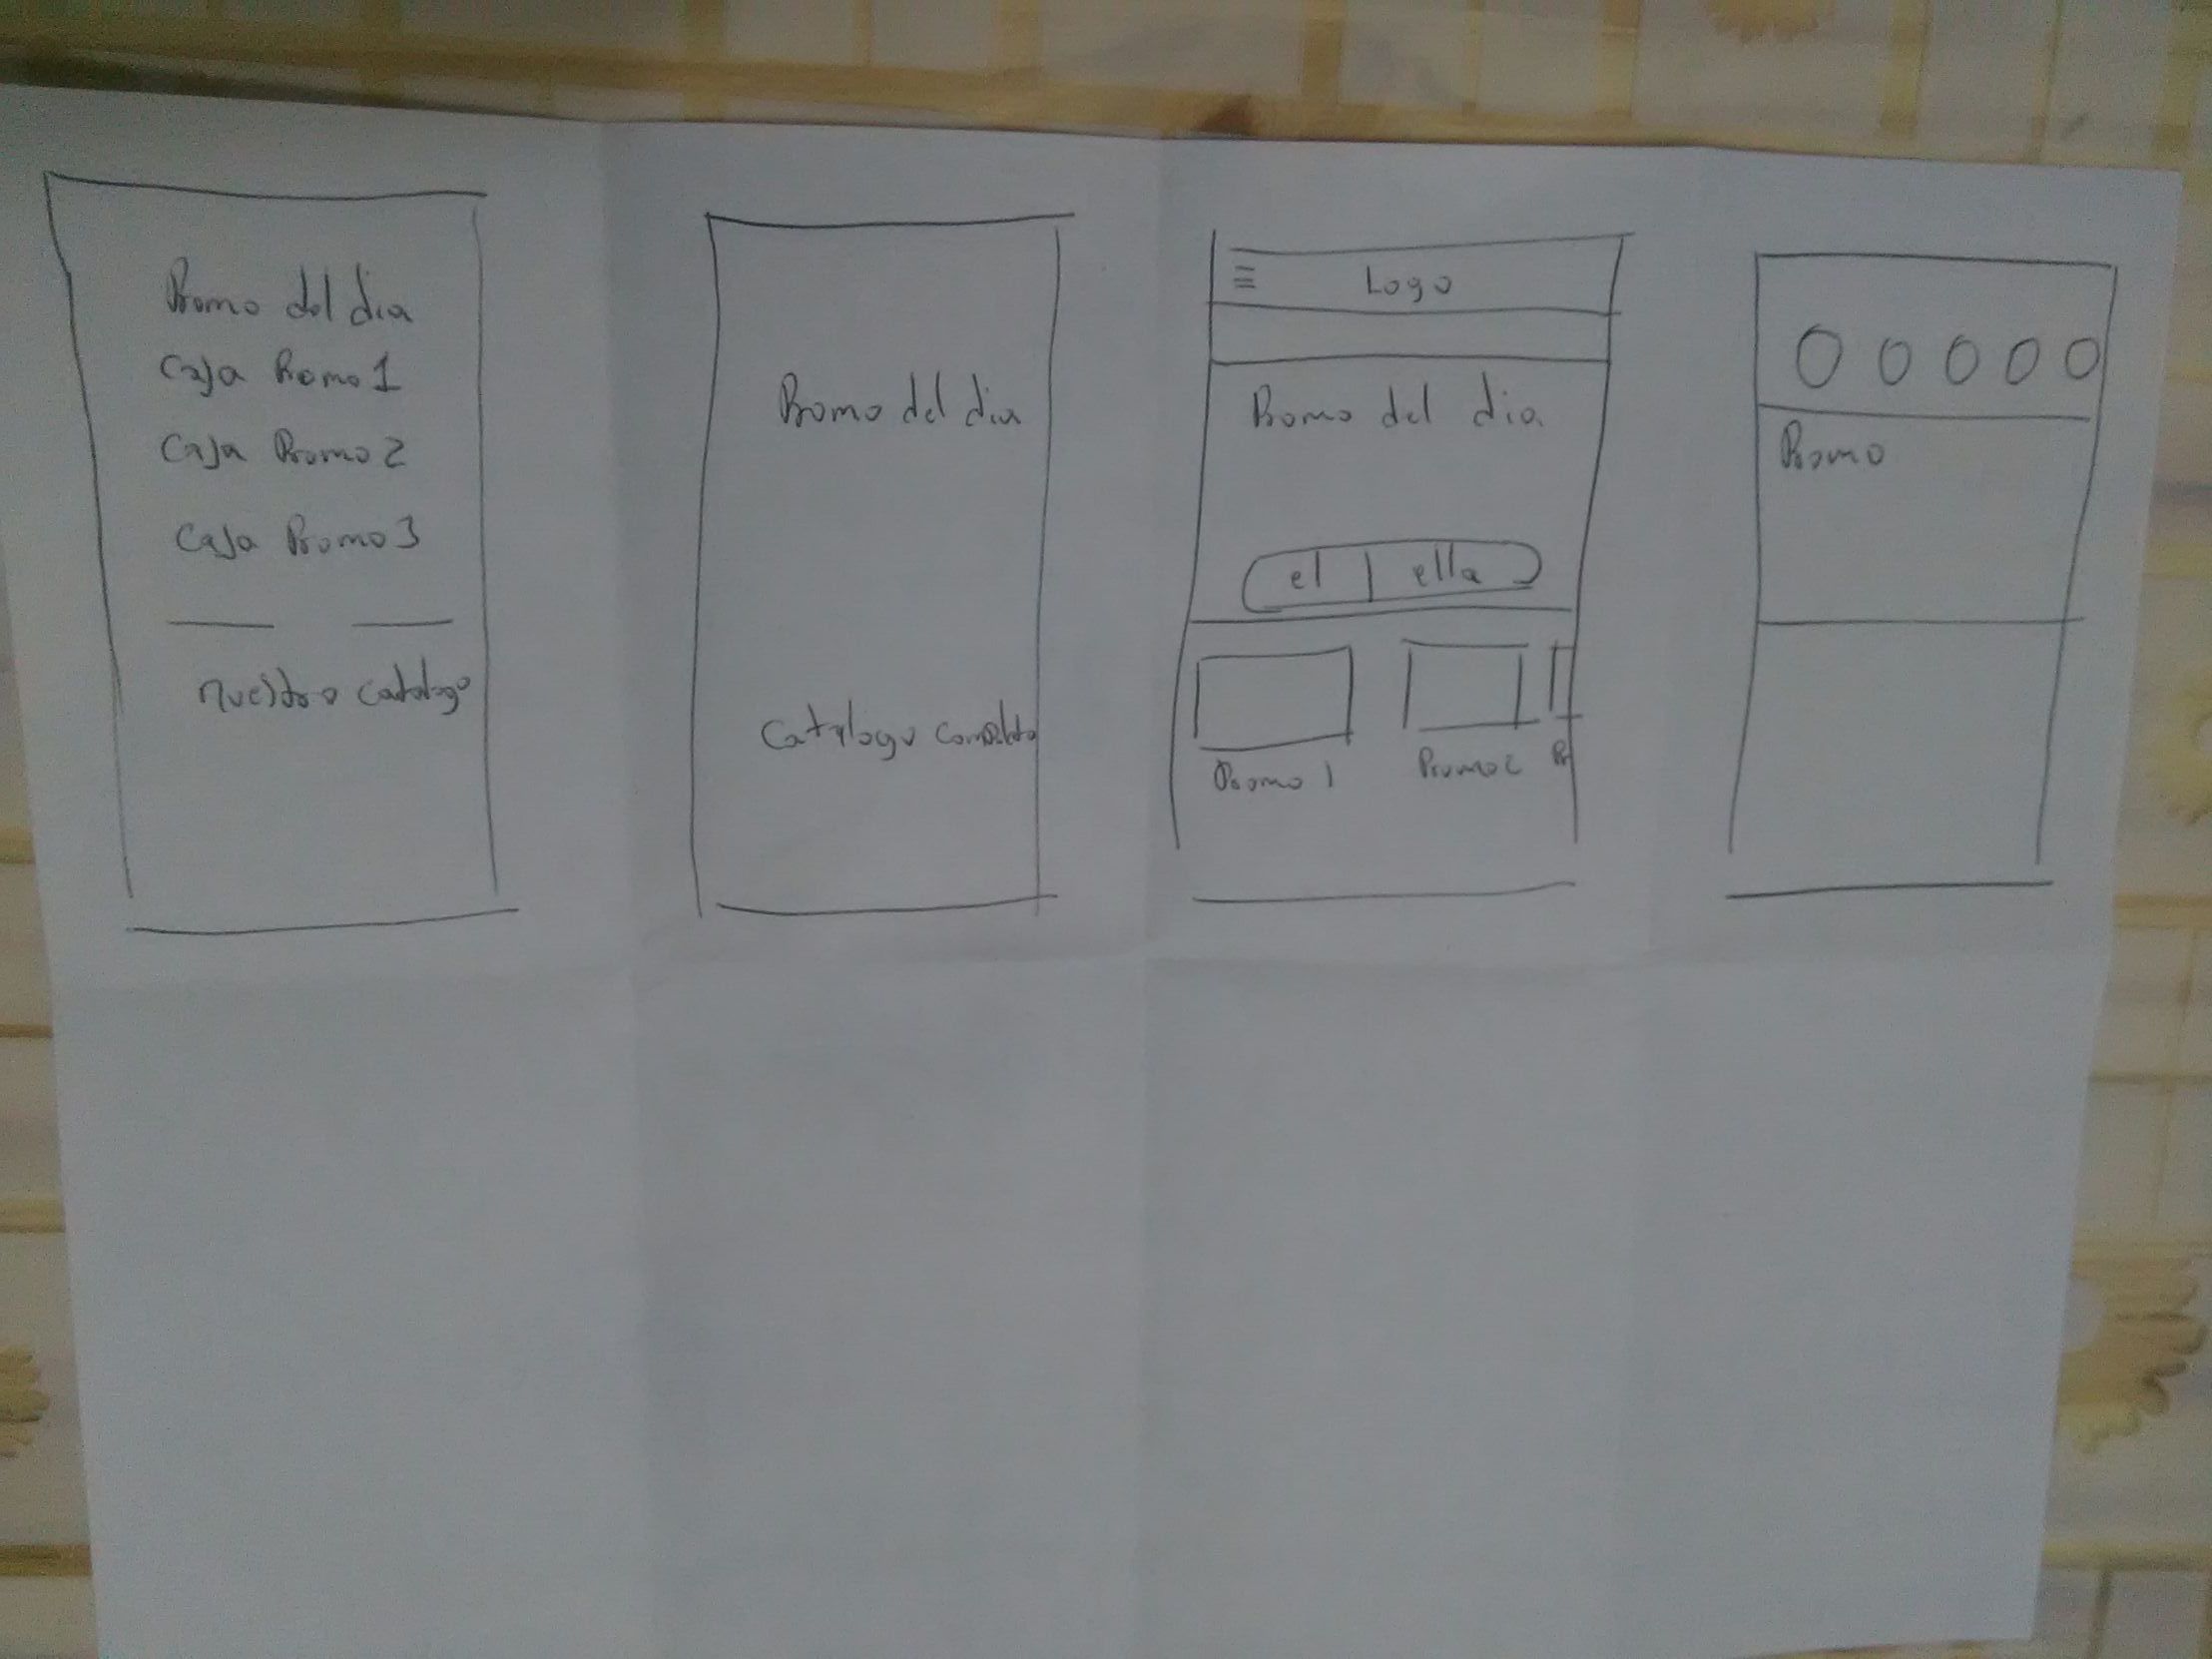 Promo del dia
Caja Promo 1
Caja Promo 2
Caja Promo 3
nuestro catalogo
Promo del dia
Catalogo completo
Logo
Promo del dia
el | ella
Promo 1
Promo 2
Pr
Promo